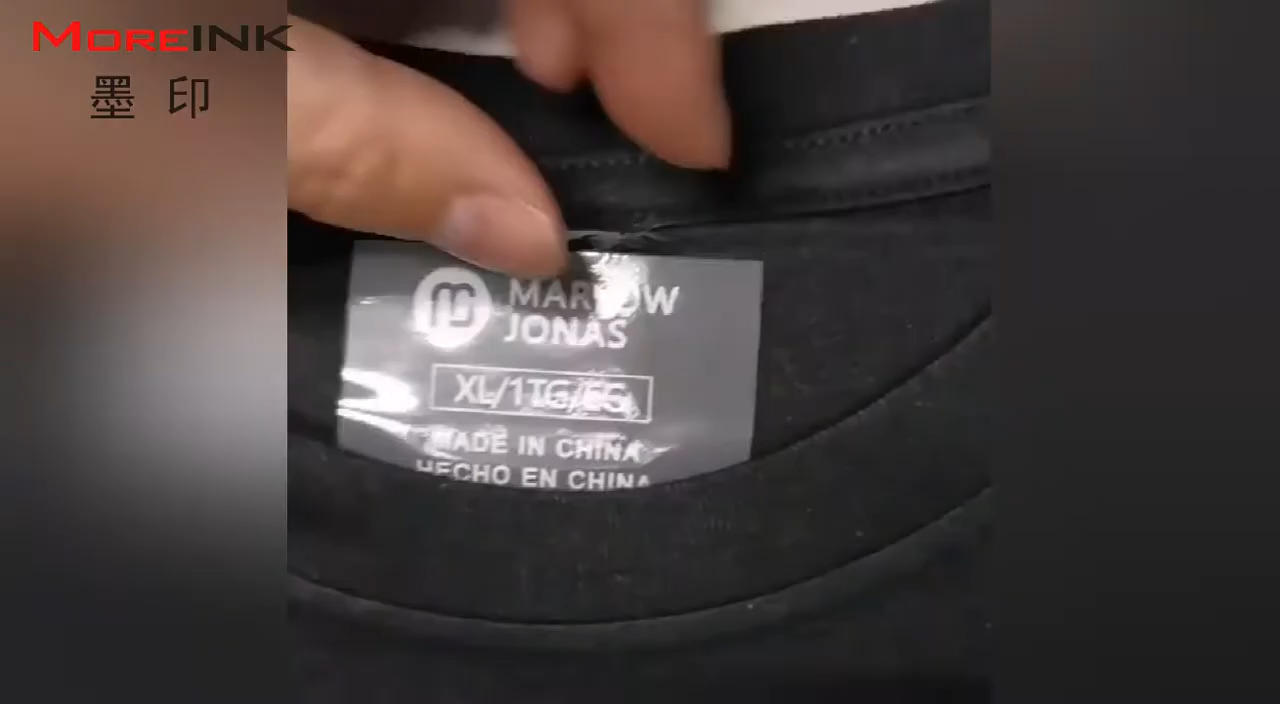 MOREINK
墨印
JONAS
MADE IN CHINA
HECHO EN CHINA